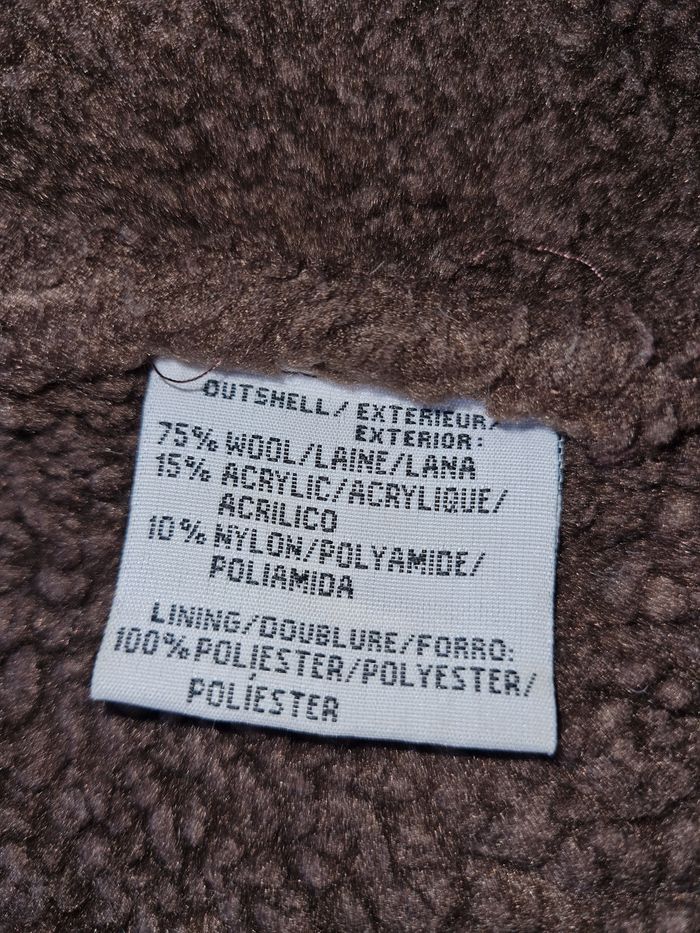 OUTSHELL/ EXTERIEUR/
EXTERIOR:
75% WOOL/LAINE/LANA
15% ACRYLIC/ACRYLIQUE/
ACRILICO
10% NYLON/POLYAMIDE/
POLIAMIDA
LINING/DOUBLURE/FORRO:
100% POLIESTER/POLYESTER/
POLÍESTER